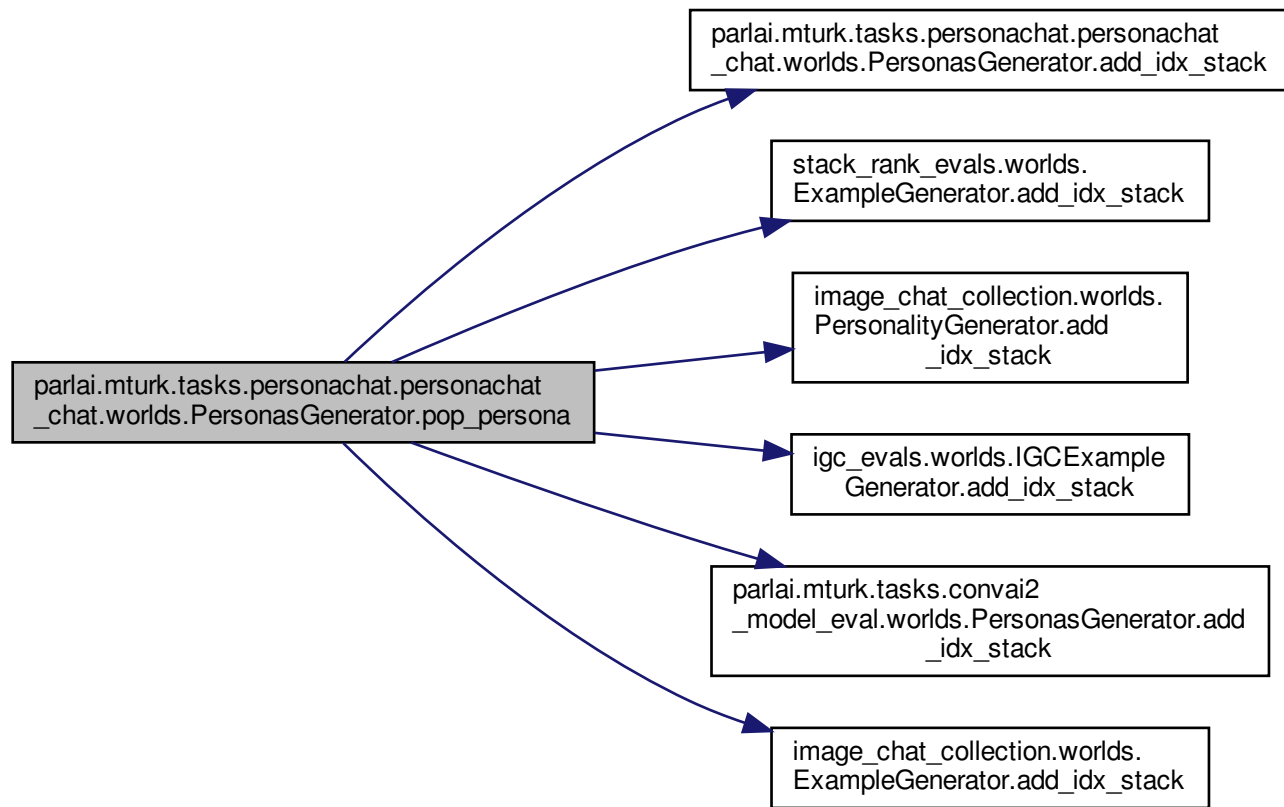 parlai.mturk.tasks.personachat.personachat
_chat.worlds.PersonasGenerator.add_idx_stack
stack_rank_evals.worlds.
ExampleGenerator.add_idx_stack
image_chat_collection.worlds.
PersonalityGenerator.add
_idx_stack
parlai.mturk.tasks.personachat.personachat
_chat.worlds.PersonasGenerator.pop_persona
igc_evals.worlds.IGCExample
Generator.add_idx_stack
parlai.mturk.tasks.convai2
_model_eval.worlds.PersonasGenerator.add
_idx_stack
image_chat_collection.worlds.
ExampleGenerator.add_idx_stack